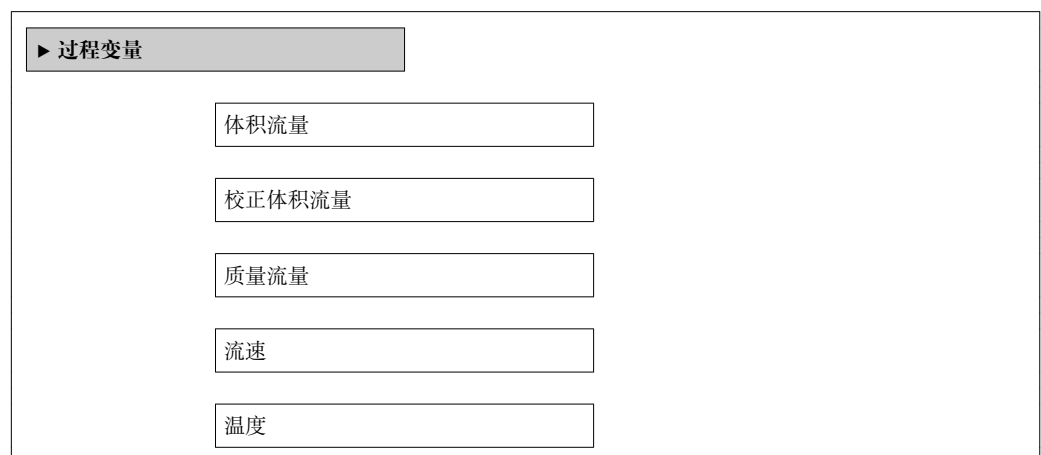 ▶ 过程变量
体积流量
校正体积流量
质量流量
流速
温度